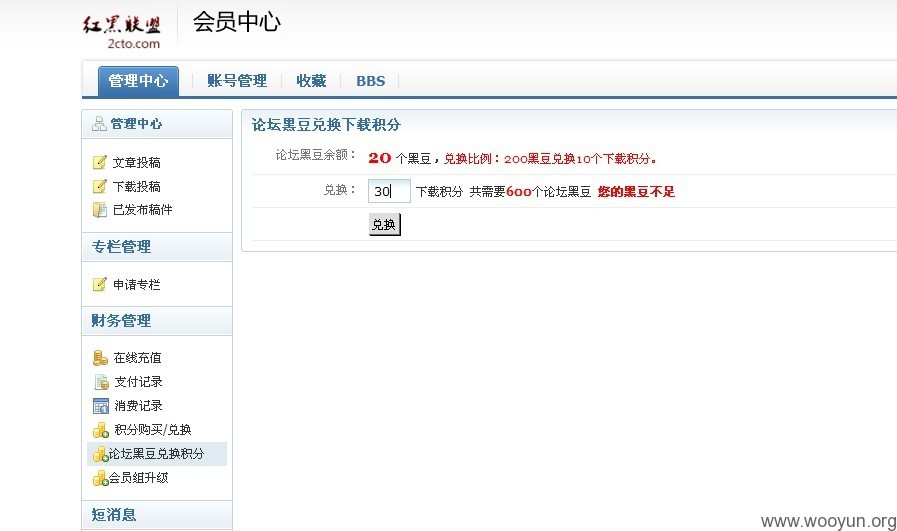 红黑联盟
2cto.com
会员中心
管理中心 账号管理 收藏 BBS
管理中心
文章投稿
下载投稿
已发布稿件
专栏管理
申请专栏
财务管理
在线充值
支付记录
消费记录
积分购买/兑换
论坛黑豆兑换积分
会员组升级
短消息
论坛黑豆兑换下载积分
论坛黑豆余额： 20 个黑豆，兑换比例：200黑豆兑换10个下载积分。
兑换： 30 下载积分 共需要600个论坛黑豆 您的黑豆不足
兑换
www.wooyun.org